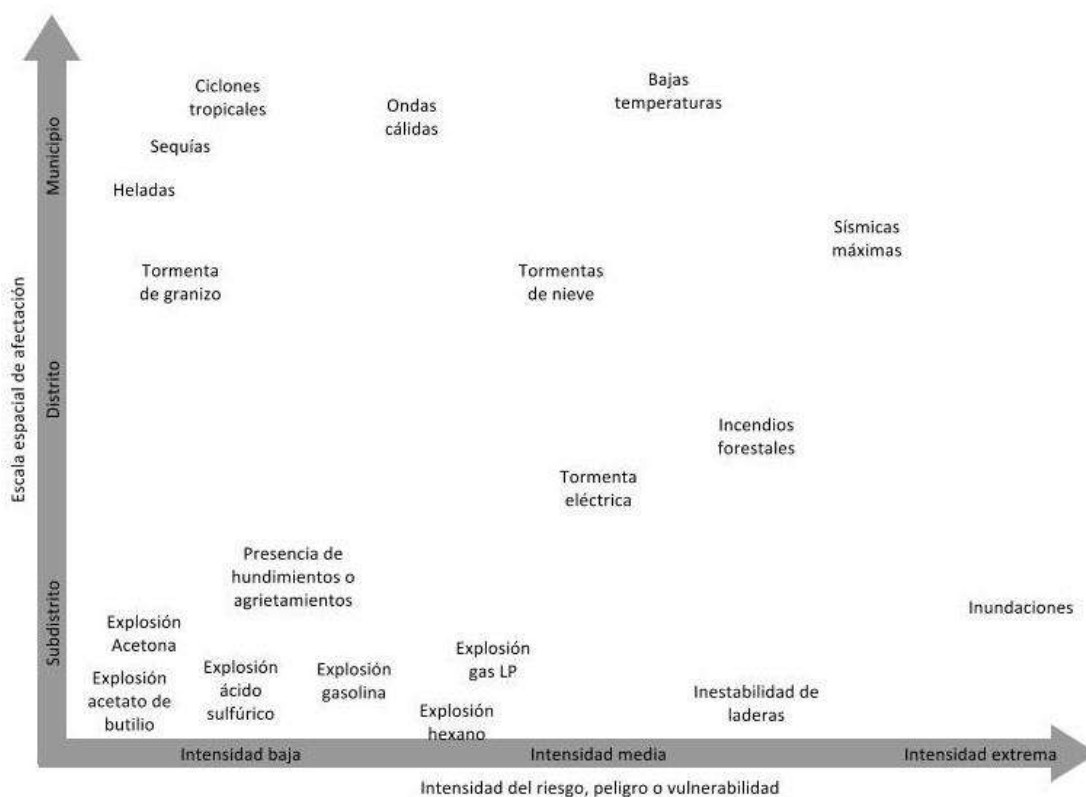 Bajas
temperaturas
Ciclones
tropicales
Ondas
cálidas
Sequías
Heladas
Municipio
Sísmicas
máximas
Tormenta
de granizo
Tormentas
de nieve
Escala espacial de afectación
Distrito
Incendios
forestales
Tormenta
eléctrica
Presencia de
hundimientos o
agrietamientos
Subdistrito
Inundaciones
Explosión
Acetona
Explosión
gas LP
Explosión
acetato de
butilio
Explosión
ácido
sulfúrico
Explosión
gasolina
Explosión
hexano
Inestabilidad de
laderas
Intensidad baja
Intensidad media
Intensidad extrema
Intensidad del riesgo, peligro o vulnerabilidad